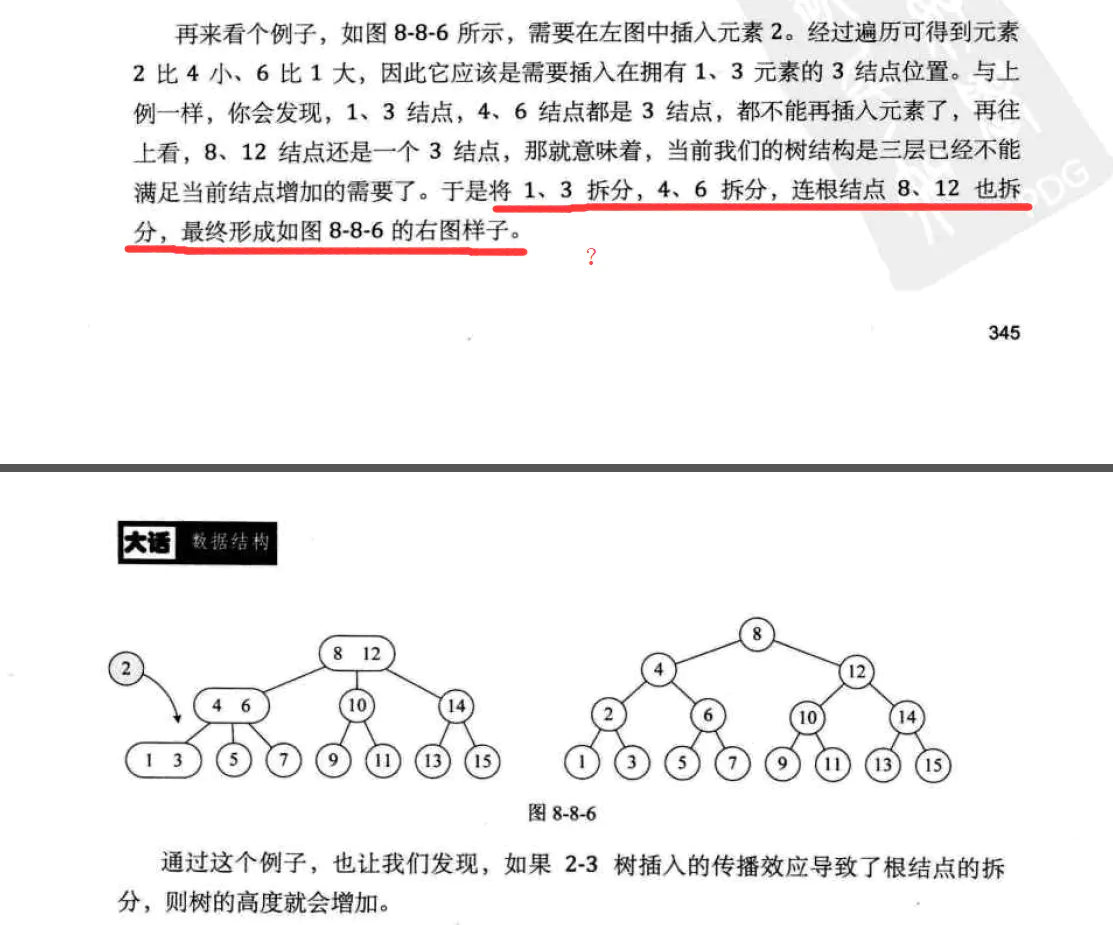 再来看个例子，如图 8-8-6 所示，需要在左图中插入元素 2。经过遍历可得到元素
2 比 4 小、6 比 1 大，因此它应该是需要插入在拥有 1、3 元素的 3 结点位置。与上
例一样，你会发现，1、3 结点，4、6 结点都是 3 结点，都不能再插入元素了，再往
上看，8、12 结点还是一个 3 结点，那就意味着，当前我们的树结构是三层已经不能
满足当前结点增加的需要了。于是将 1、3 拆分，4、6 拆分，连根结点 8、12 也拆
分，最终形成如图 8-8-6 的右图样子。
？
PDG
345
大话 数据结构
2
8 12
4 6
10
14
1 3
5
7
9
11
13
15
8
4
12
2
6
10
14
1
3
5
7
9
11
13
15
图 8-8-6
通过这个例子，也让我们发现，如果 2-3 树插入的传播效应导致了根结点的拆
分，则树的高度就会增加。